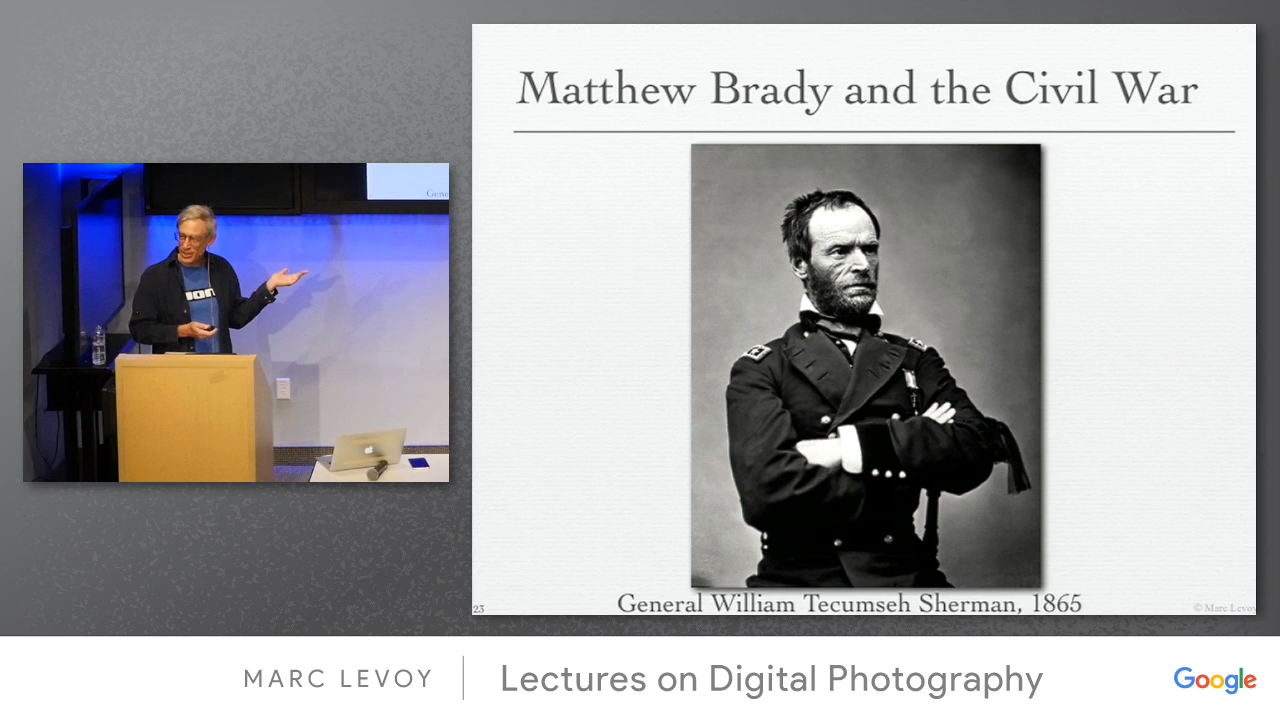 Matthew Brady and the Civil War
General William Tecumseh Sherman, 1865
23
© Marc Levoy
MARC LEVOY
Lectures on Digital Photography
Google